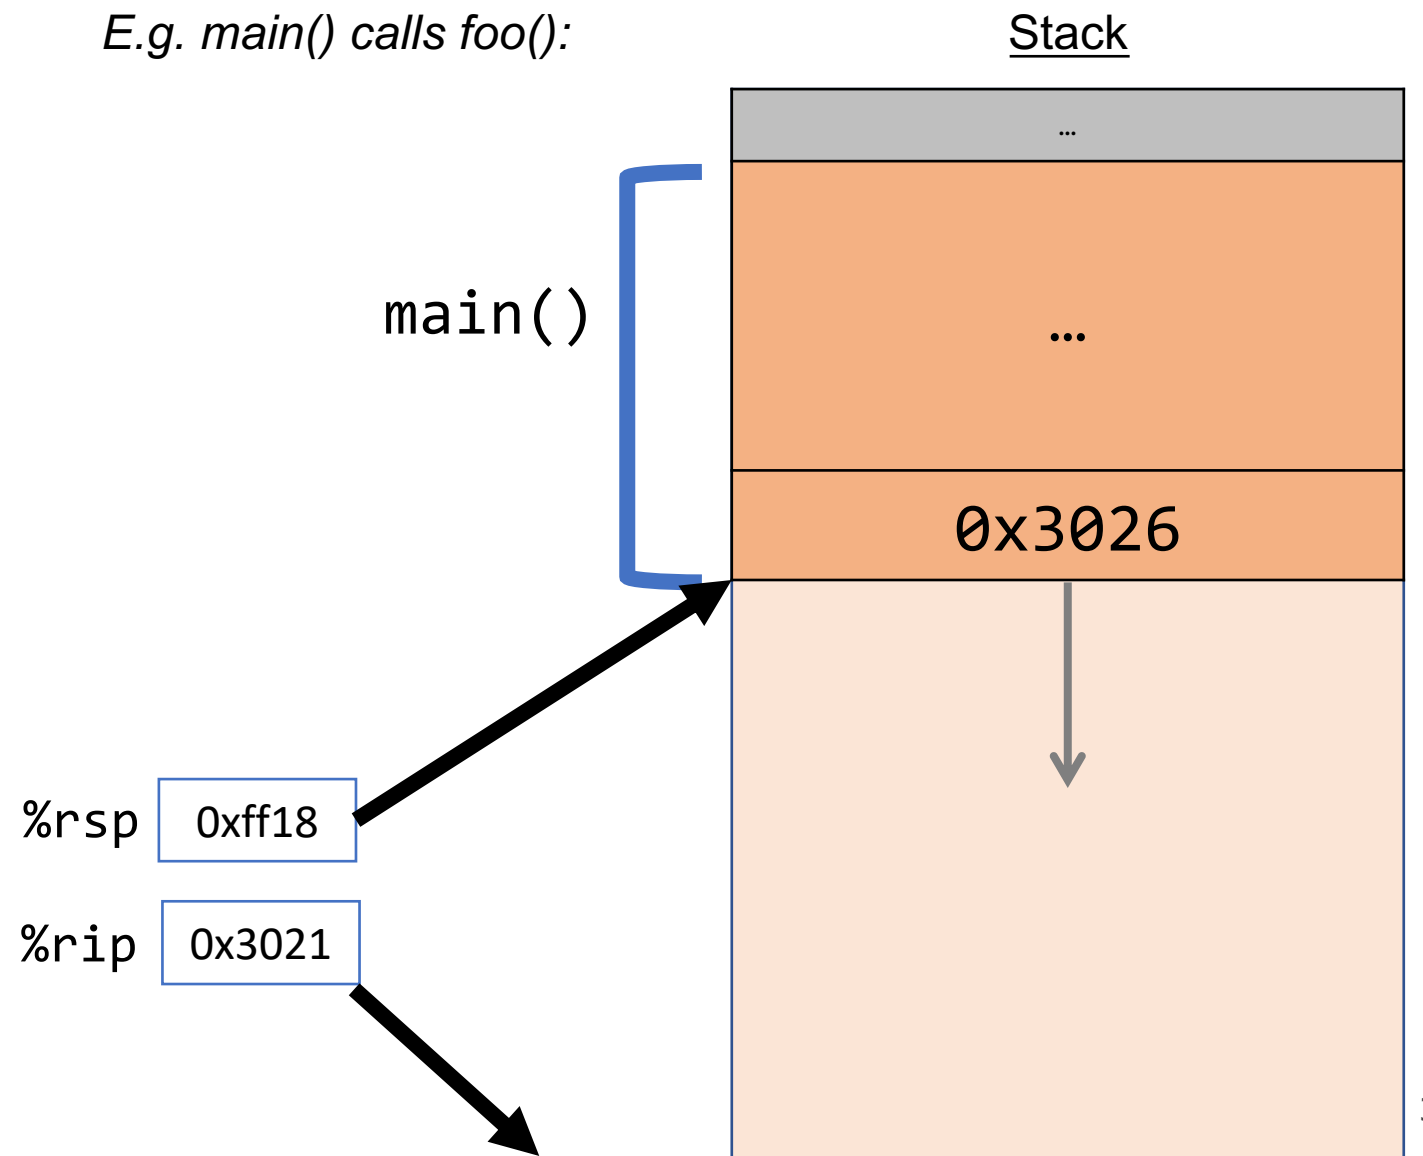 E.g. main() calls foo():
Stack
…
main()
…
0x3026
%rsp
0xff18
%rip
0x3021